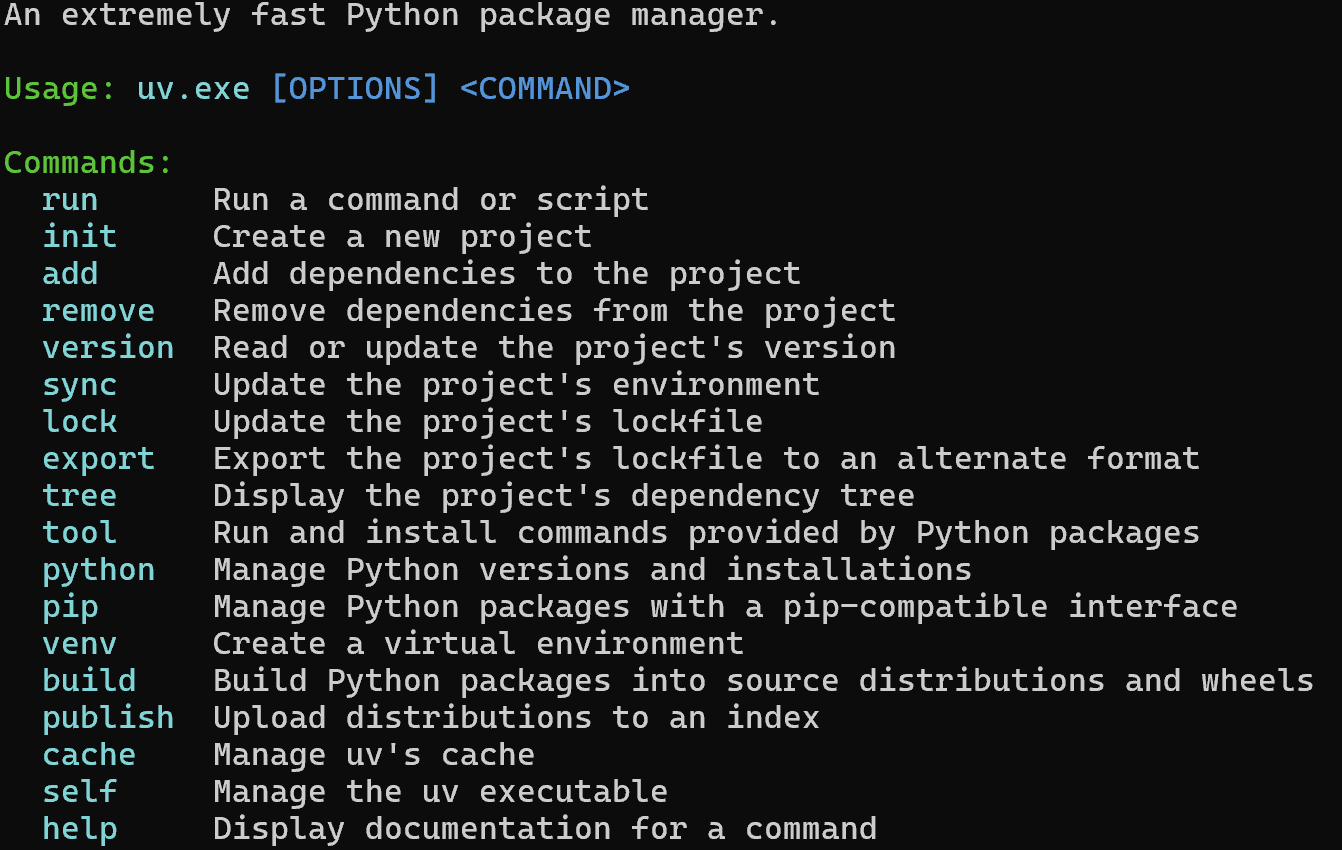 An extremely fast Python package manager.

Usage: uv.exe [OPTIONS] <COMMAND>

Commands:
  run      Run a command or script
  init     Create a new project
  add      Add dependencies to the project
  remove   Remove dependencies from the project
  version  Read or update the project's version
  sync     Update the project's environment
  lock     Update the project's lockfile
  export   Export the project's lockfile to an alternate format
  tree     Display the project's dependency tree
  tool     Run and install commands provided by Python packages
  python   Manage Python versions and installations
  pip      Manage Python packages with a pip-compatible interface
  venv     Create a virtual environment
  build    Build Python packages into source distributions and wheels
  publish  Upload distributions to an index
  cache    Manage uv's cache
  self     Manage the uv executable
  help     Display documentation for a command